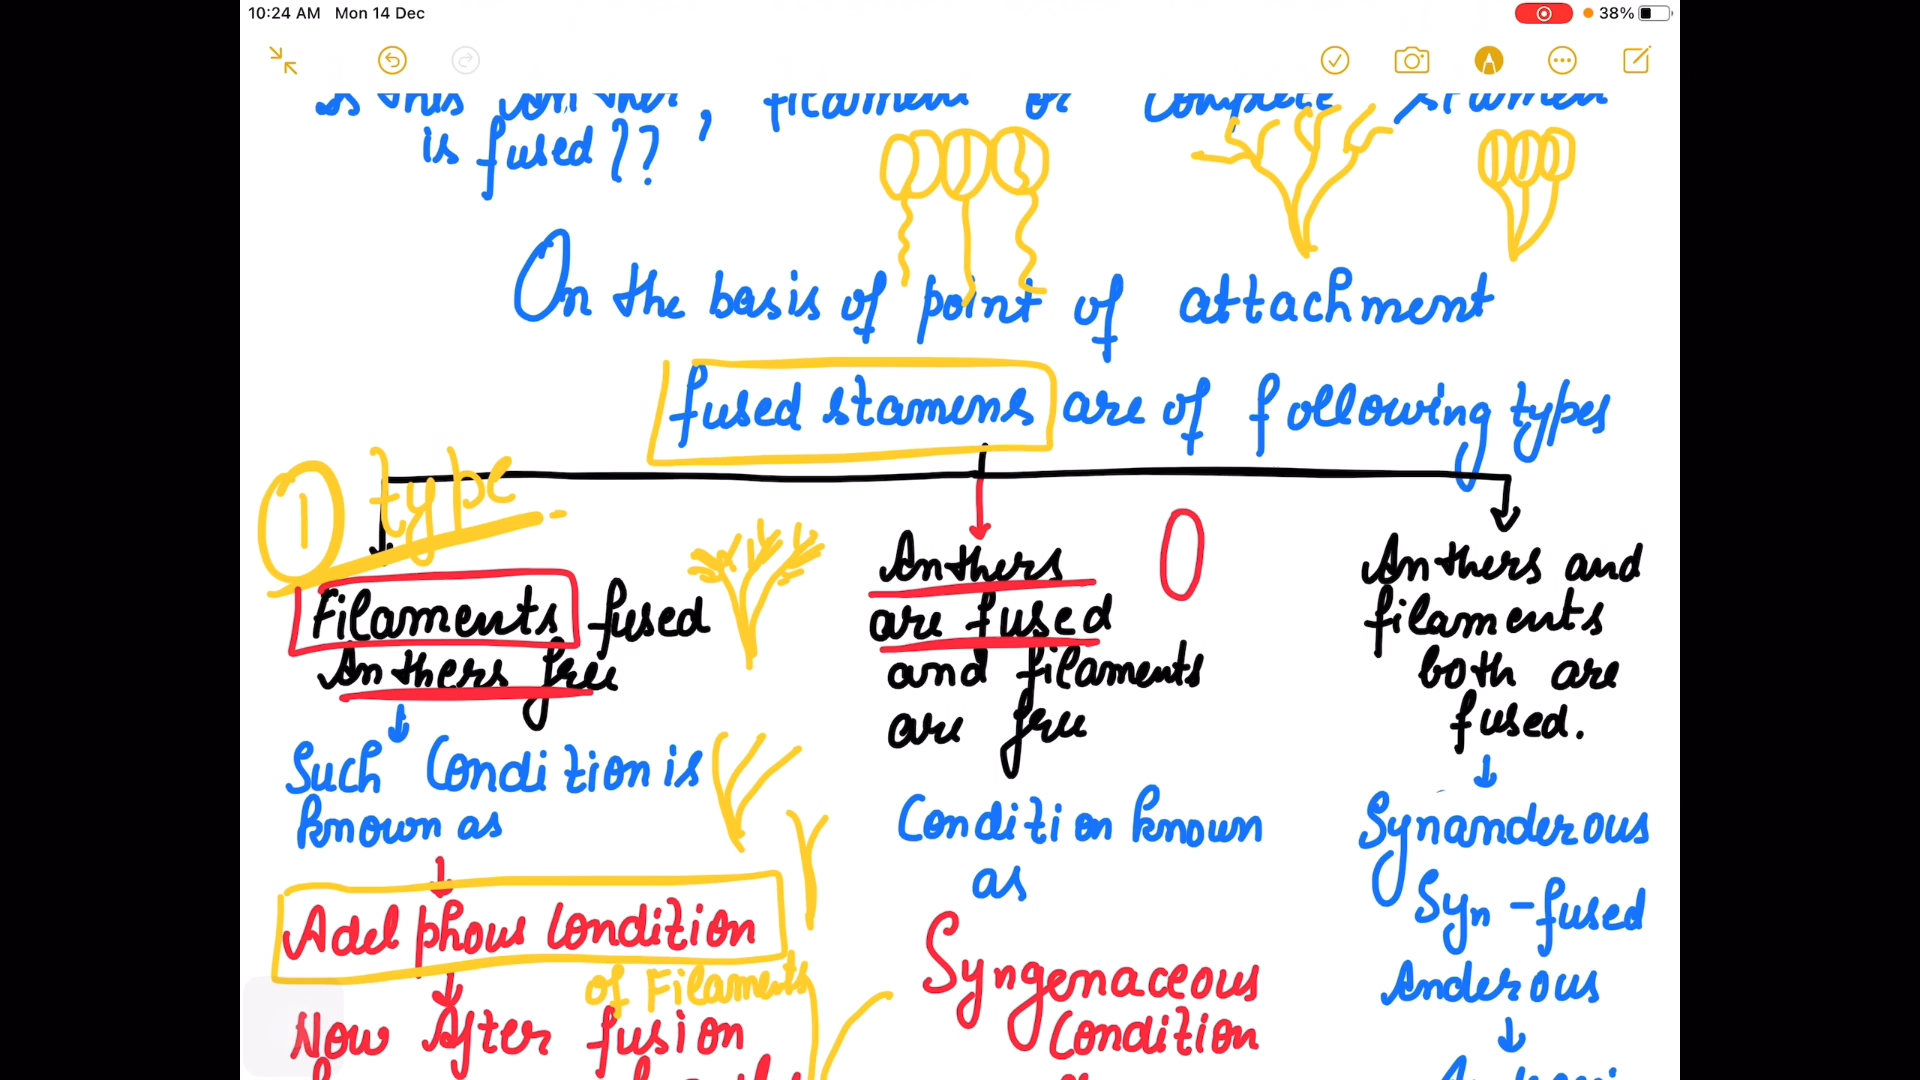 10:24 AM Mon 14 Dec
38%
is fused ??
On the basis of point of attachment
fused stamens are of following types
① type
Filaments fused
Anthers free
Such Condition is
known as
Adelphous Condition
of Filaments
Now After fusion
Anthers
are fused
and filaments
are free
Condition known
as
Syngenaceous
Condition
Anthers and
filaments
both are
fused.
Synanderous
Syn - fused
Anderous